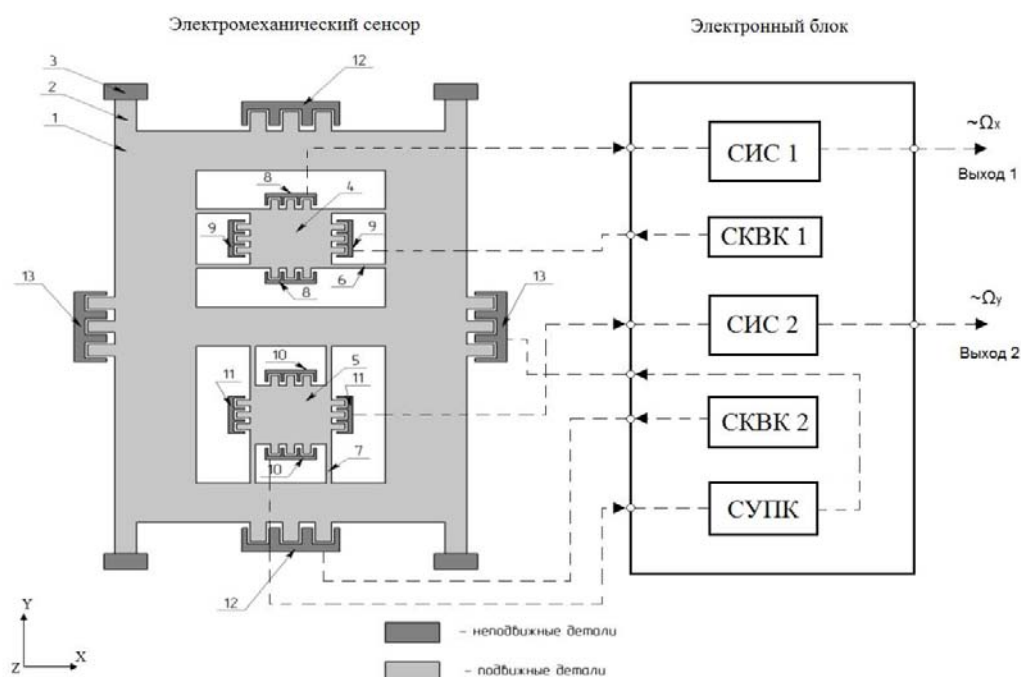 Электромеханический сенсор
Электронный блок
3
2
1
12
8
4
9
9
6
8
13
13
10
5
11
11
7
10
12
СИС 1
~Ωx
Выход 1
СКВК 1
СИС 2
~Ωy
Выход 2
СКВК 2
СУПК
Y
Z
X
- неподвижные детали
- подвижные детали